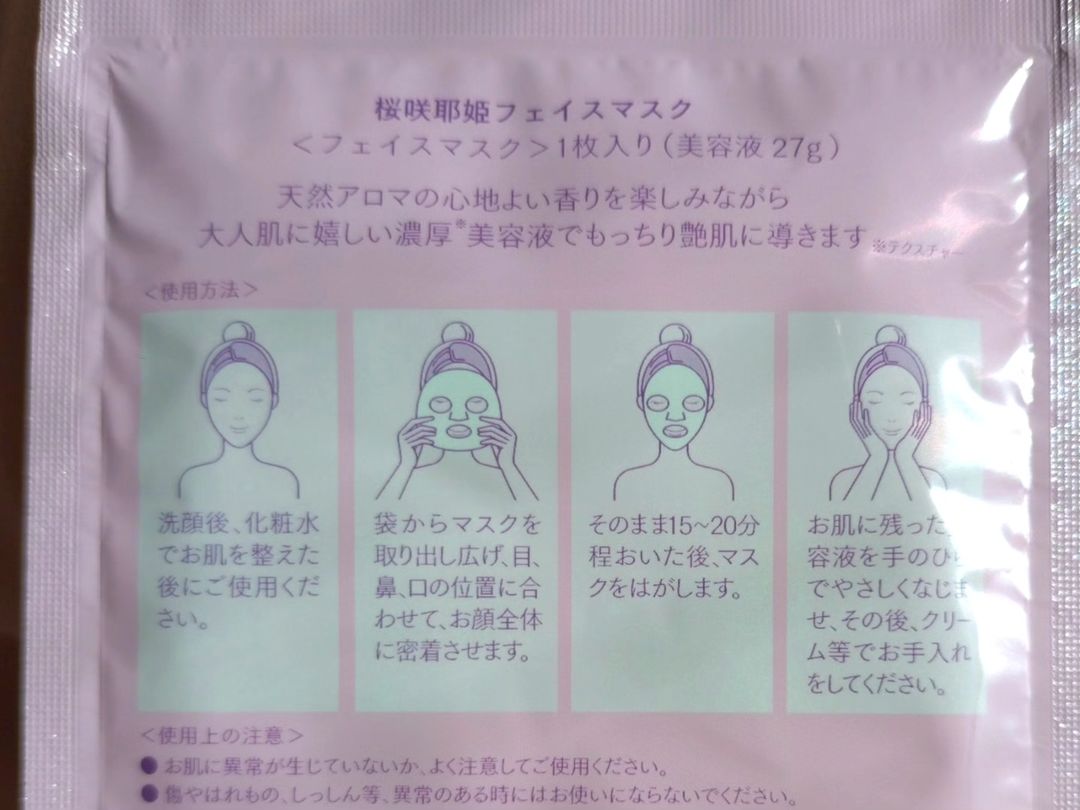 桜咲耶姫フェイスマスク
＜フェイスマスク＞1枚入り（美容液 27g）
天然アロマの心地よい香りを楽しみながら
大人肌に嬉しい濃厚※美容液でもっちり艶肌に導きます ※テクスチャー
＜使用方法＞
洗顔後、化粧水
でお肌を整えた
後にご使用くだ
さい。
袋からマスクを
取り出し広げ、目、
鼻、口の位置に合
わせて、お顔全体
に密着させます。
そのまま15～20分
程おいた後、マス
クをはがします。
お肌に残った
容液を手のひら
でやさしくなじま
せ、その後、クリー
ム等でお手入れ
をしてください。
＜使用上の注意＞
●お肌に異常が生じていないか、よく注意してご使用ください。
●傷やはれもの、しっしん等、異常のある時にはお使いにならないでください。